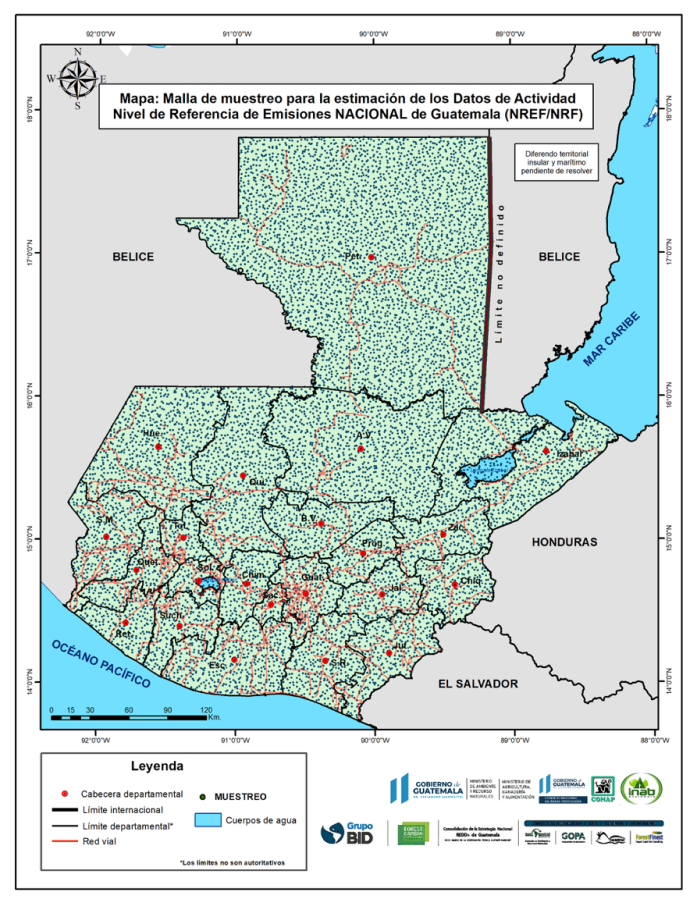 92°0'0"W 91°0'0"W 90°0'0"W 89°0'0"W 88°0'0"W
N
W E
S
Mapa: Malla de muestreo para la estimación de los Datos de Actividad
Nivel de Referencia de Emisiones NACIONAL de Guatemala (NREF/NRF)
18°0'0"N 18°0'0"N
Diferendo territorial
insular y marítimo
pendiente de resolver
Límite no definido
17°0'0"N 17°0'0"N
BELICE
Pet.
BELICE
MAR CARIBE
16°0'0"N 16°0'0"N
Hue.
A.V.
Izabal
Qui.
S.M.
Tot.
B.V.
Zac.
15°0'0"N 15°0'0"N
Prog.
HONDURAS
Quet.
Sol.
Chim.
Guat.
Jal.
Chiq.
Sac.
Such.
Ret.
Esc.
S.R.
Jut.
OCÉANO PACÍFICO
EL SALVADOR
14°0'0"N 14°0'0"N
0 15 30 60 90 120
Km.
92°0'0"W 91°0'0"W 90°0'0"W 89°0'0"W 88°0'0"W
Leyenda
Cabecera departamental
MUESTREO
Límite internacional
Límite departamental*
Cuerpos de agua
Red vial
*Los límites no son autoritativos
GOBIERNO de
GUATEMALA
MINISTERIO
DE AMBIENTE
Y RECURSOS
NATURALES
MINISTERIO DE
AGRICULTURA,
GANADERÍA
Y ALIMENTACIÓN
GOBIERNO de
GUATEMALA
CONAP
inab
Grupo
BID
FOREST
CARBON
Consolidación de la Estrategia Nacional
REDD+ de Guatemala
GOPA
ForestFinest